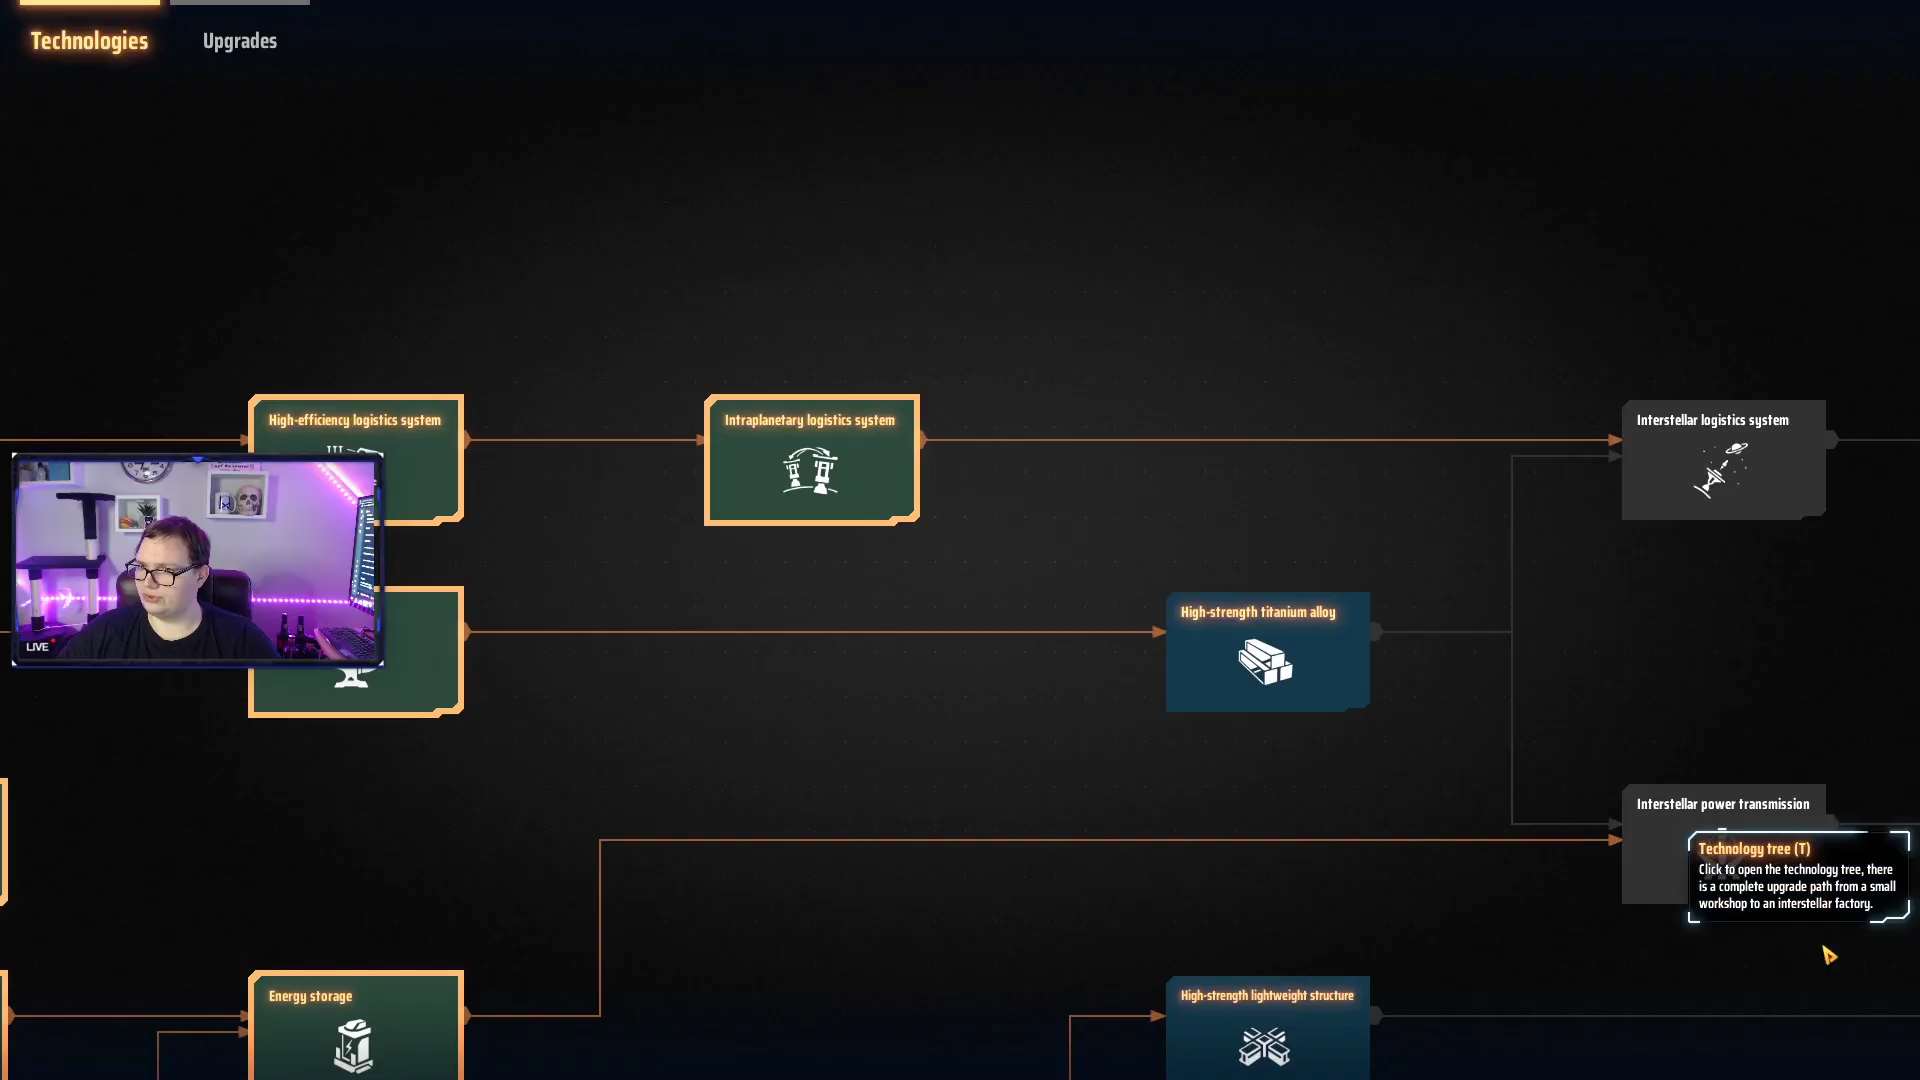 Technologies
Upgrades
High-efficiency logistics system
Intraplanetary logistics system
Interstellar logistics system
High-strength titanium alloy
LIVE
Interstellar power transmission
Technology tree (T)
Click to open the technology tree, there
is a complete upgrade path from a small
workshop to an interstellar factory.
Energy storage
High-strength lightweight structure